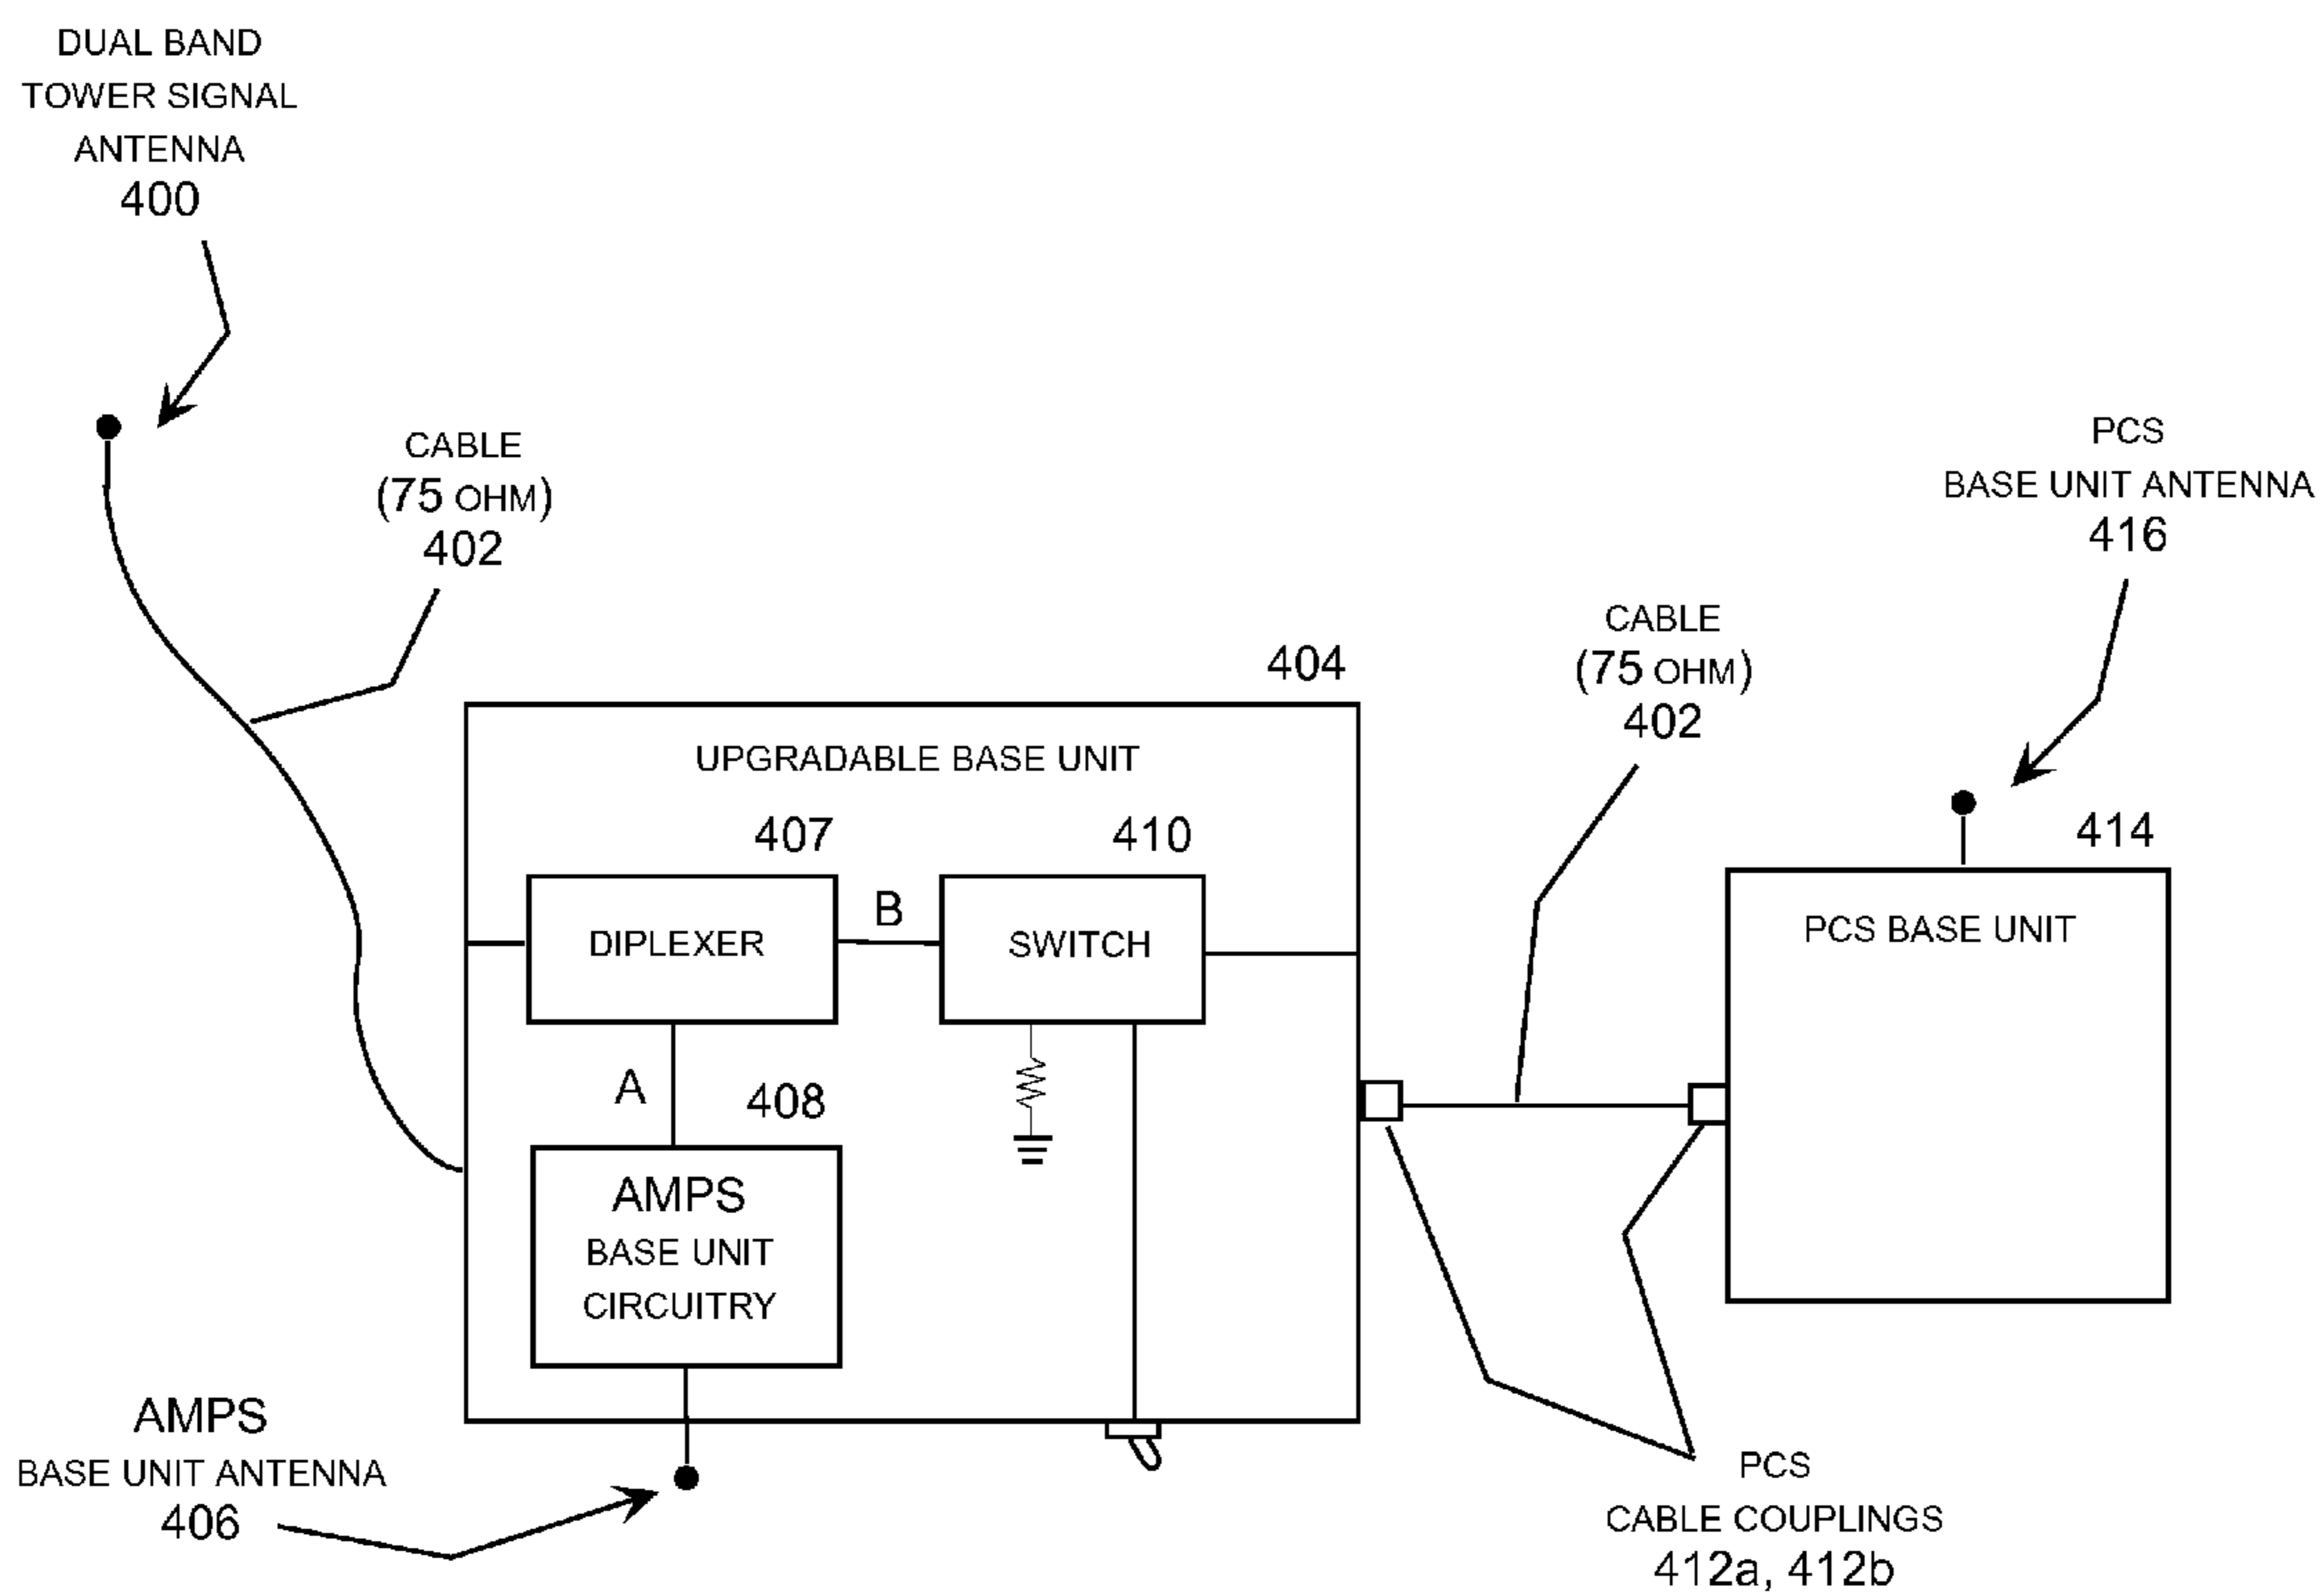 DUAL BAND
TOWER SIGNAL
ANTENNA
400
CABLE
(75 OHM)
402
PCS
BASE UNIT ANTENNA
416
CABLE
(75 OHM)
402
404
UPGRADABLE BASE UNIT
407
410
414
DIPLEXER
B
SWITCH
PCS BASE UNIT
A
408
AMPS
BASE UNIT
CIRCUITRY
AMPS
BASE UNIT ANTENNA
406
PCS
CABLE COUPLINGS
412a, 412b